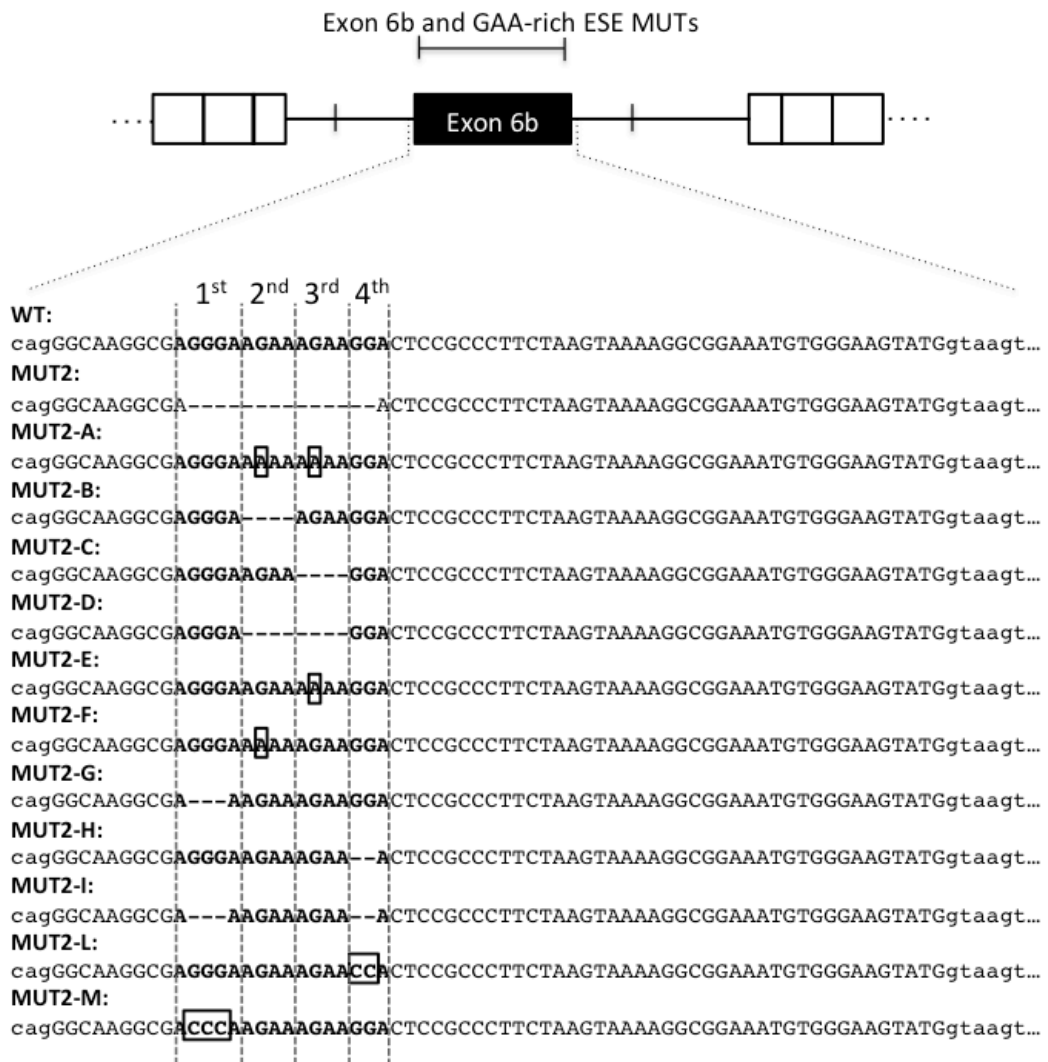 Exon 6b and GAA-rich ESE MUTs
Exon 6b
1st 2nd 3rd 4th
WT:
cagGGCAAGGCGAGGGAAGAAAGAAGGACTCCGCCCTTCTAAGTAAAAGGCGGAAATGTGGGAAGTATGgtaagt…
MUT2:
cagGGCAAGGCGA--------------ACTCCGCCCTTCTAAGTAAAAGGCGGAAATGTGGGAAGTATGgtaagt…
MUT2-A:
cagGGCAAGGCGAGGGAAAAAAAAAGGACTCCGCCCTTCTAAGTAAAAGGCGGAAATGTGGGAAGTATGgtaagt…
MUT2-B:
cagGGCAAGGCGAGGGA----AGAAGGACTCCGCCCTTCTAAGTAAAAGGCGGAAATGTGGGAAGTATGgtaagt…
MUT2-C:
cagGGCAAGGCGAGGGAAGAA----GGACTCCGCCCTTCTAAGTAAAAGGCGGAAATGTGGGAAGTATGgtaagt…
MUT2-D:
cagGGCAAGGCGAGGGA--------GGACTCCGCCCTTCTAAGTAAAAGGCGGAAATGTGGGAAGTATGgtaagt…
MUT2-E:
cagGGCAAGGCGAGGGAAGAAAAAAGGACTCCGCCCTTCTAAGTAAAAGGCGGAAATGTGGGAAGTATGgtaagt…
MUT2-F:
cagGGCAAGGCGAGGGAAAAAAGAAGGACTCCGCCCTTCTAAGTAAAAGGCGGAAATGTGGGAAGTATGgtaagt…
MUT2-G:
cagGGCAAGGCGA---AAGAAAGAAGGACTCCGCCCTTCTAAGTAAAAGGCGGAAATGTGGGAAGTATGgtaagt…
MUT2-H:
cagGGCAAGGCGAGGGAAGAAAGAA--ACTCCGCCCTTCTAAGTAAAAGGCGGAAATGTGGGAAGTATGgtaagt…
MUT2-I:
cagGGCAAGGCGA---AAGAAAGAA--ACTCCGCCCTTCTAAGTAAAAGGCGGAAATGTGGGAAGTATGgtaagt…
MUT2-L:
cagGGCAAGGCGAGGGAAGAAAGAACCACTCCGCCCTTCTAAGTAAAAGGCGGAAATGTGGGAAGTATGgtaagt…
MUT2-M:
cagGGCAAGGCGACCCAAGAAAGAAGGACTCCGCCCTTCTAAGTAAAAGGCGGAAATGTGGGAAGTATGgtaagt…